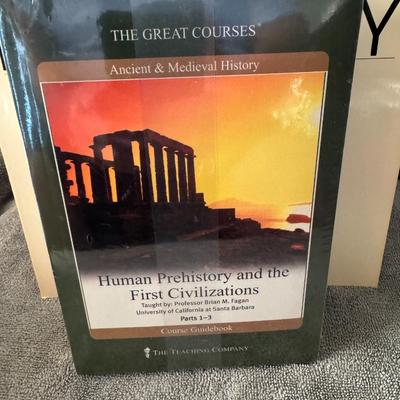 THE GREAT COURSES®
Ancient & Medieval History
Y
Human Prehistory and the
First Civilizations
Taught by: Professor Brian M. Fagan
University of California at Santa Barbara
Parts 1–3
Course Guidebook
THE TEACHING COMPANY®